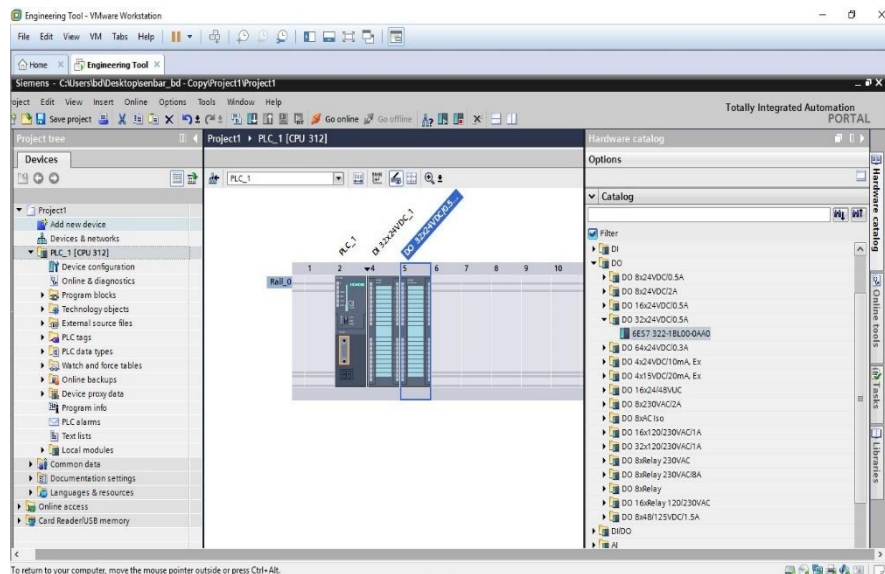 Engineering Tool - VMware Workstation
File Edit View VM Tabs Help
Home × Engineering Tool ×
Siemens - C:\Users\bd\Desktop\senbar_bd - Copy\Project1\Project1
oject Edit View Insert Online Options Tools Window Help
Save project Go online Go offline
Totally Integrated Automation
PORTAL
Project tree
Project1 ▸ PLC_1 [CPU 312]
Hardware catalog
Devices
Options
PLC_1
Catalog
Filter
Project1
Add new device
Devices & networks
PLC_1 [CPU 312]
Device configuration
Online & diagnostics
Program blocks
Technology objects
External source files
PLC tags
PLC data types
Watch and force tables
Online backups
Device proxy data
Program info
PLC alarms
Text lists
Local modules
Common data
Documentation settings
Languages & resources
Online access
Card Reader/USB memory
PLC_1
DI 32x24VDC_1
DO 32x24VDC/0.5...
1 2 4 5 6 7 8 9 10
Rail_0
SIEMENS
DI
DO
DO 8x24VDC/0.5A
DO 8x24VDC/2A
DO 16x24VDC/0.5A
DO 32x24VDC/0.5A
6ES7 322-1BL00-0AA0
DO 64x24VDC/0.3A
DO 4x24VDC/10mA, Ex
DO 4x15VDC/20mA, Ex
DO 16x24/48VUC
DO 8x230VAC/2A
DO 8xAC Iso
DO 16x120/230VAC/1A
DO 32x120/230VAC/1A
DO 8xRelay 230VAC
DO 8xRelay 230VAC/8A
DO 8xRelay
DO 16xRelay 120/230VAC
DO 8x48/125VDC/1.5A
DI/DO
AI
Hardware catalog
Online tools
Tasks
Libraries
To return to your computer, move the mouse pointer outside or press Ctrl+Alt.